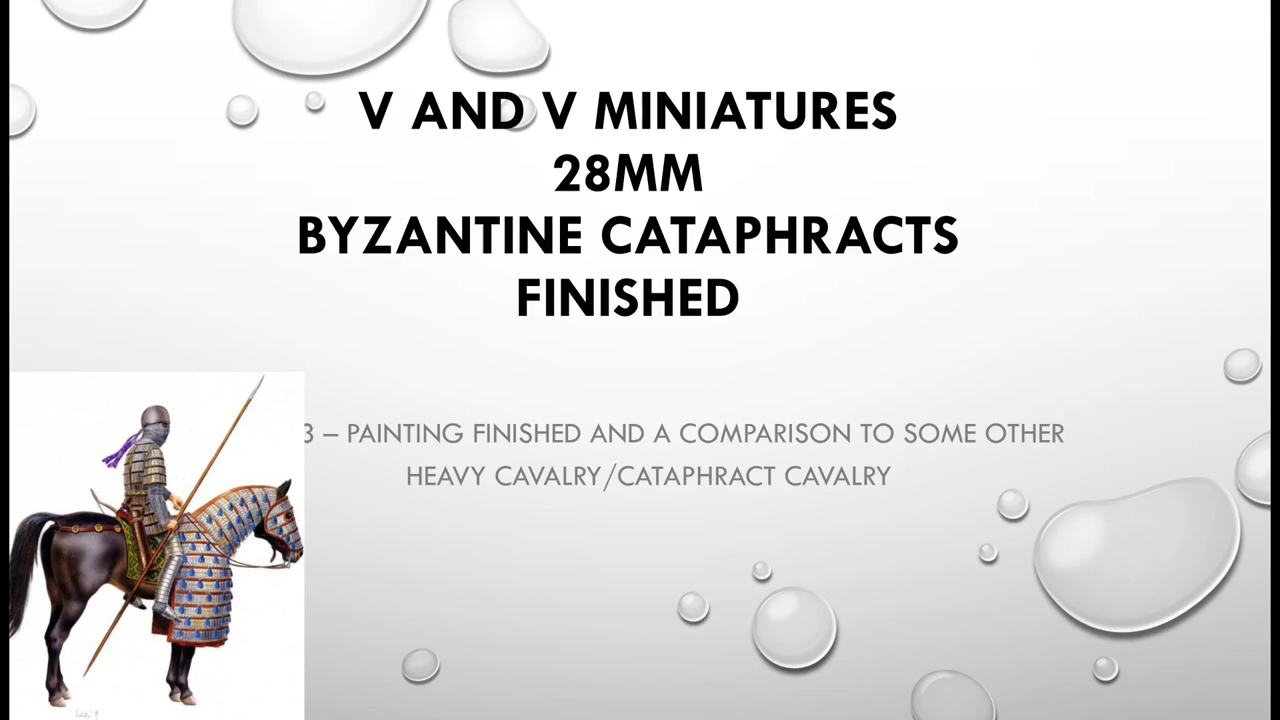 V AND V MINIATURES
28MM
BYZANTINE CATAPHRACTS
FINISHED
3 – PAINTING FINISHED AND A COMPARISON TO SOME OTHER
HEAVY CAVALRY/CATAPHRACT CAVALRY